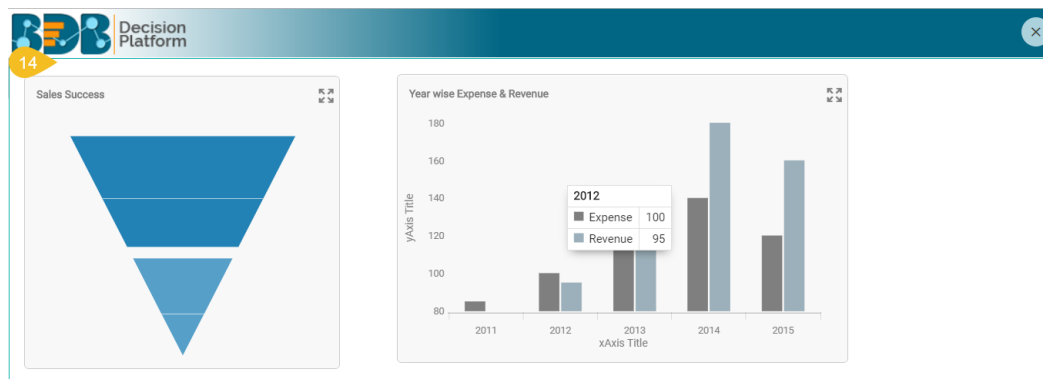 BDB Decision
Platform
14
Sales Success
Year wise Expense & Revenue
180
160
140
120
100
80
yAxis Title
2012
Expense 100
Revenue 95
2011 2012 2013 2014 2015
xAxis Title